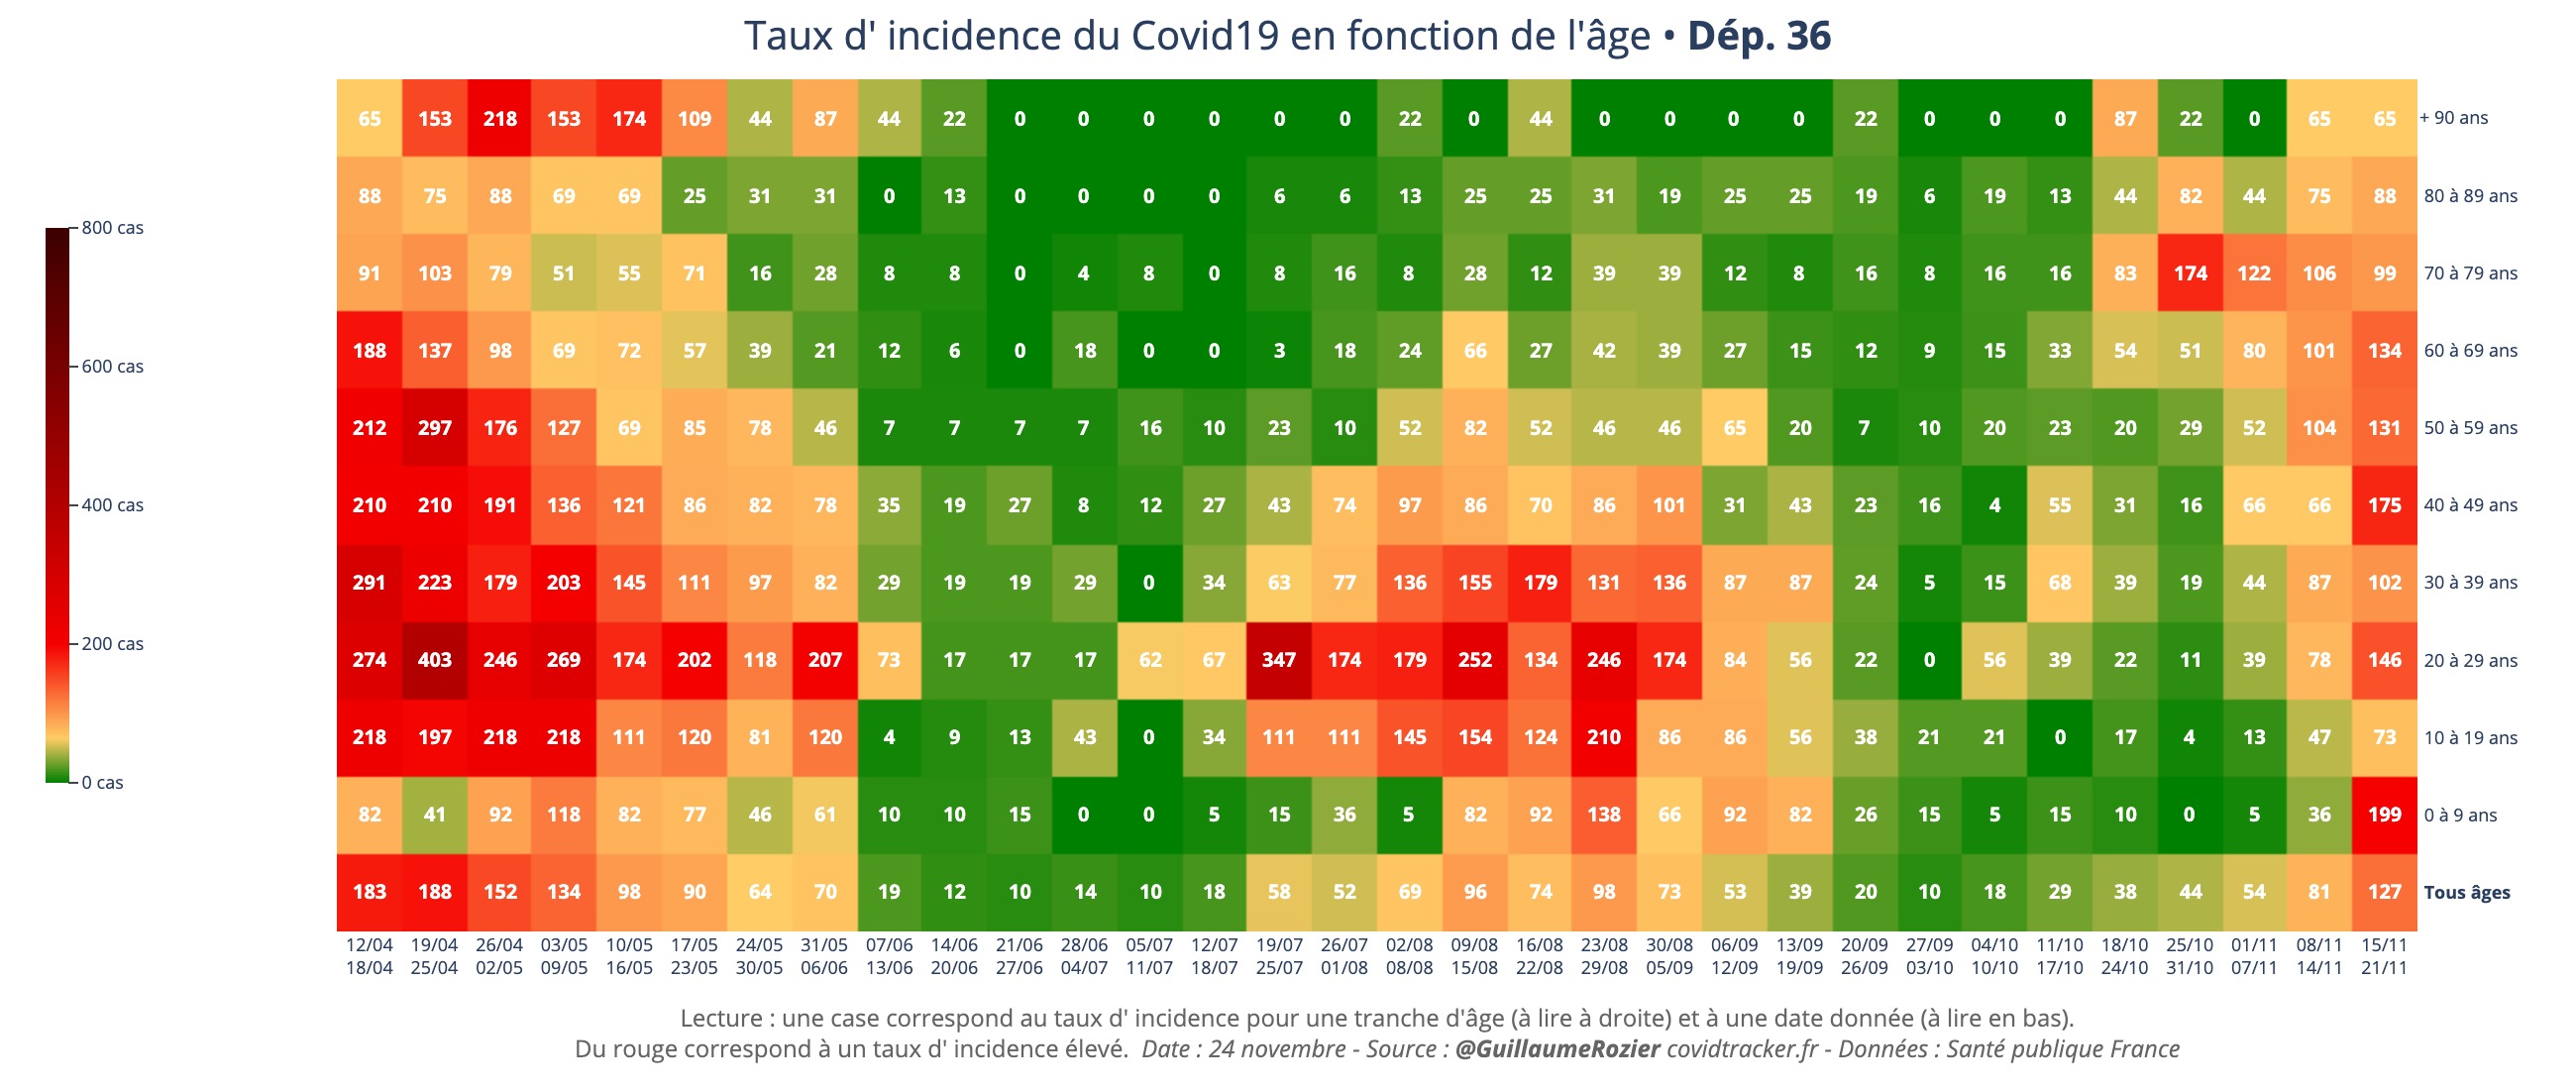 Taux d' incidence du Covid19 en fonction de l'âge • Dép. 36
65 153 218 153 174 109 44 87 44 22 0 0 0 0 0 0 22 0 44 0 0 0 0 22 0 0 0 87 22 0 65 65 + 90 ans
88 75 88 69 69 25 31 31 0 13 0 0 0 0 6 6 13 25 25 31 19 25 25 19 6 19 13 44 82 44 75 88 80 à 89 ans
91 103 79 51 55 71 16 28 8 8 0 4 8 0 8 16 8 28 12 39 39 12 8 16 8 16 16 83 174 122 106 99 70 à 79 ans
188 137 98 69 72 57 39 21 12 6 0 18 0 0 3 18 24 66 27 42 39 27 15 12 9 15 33 54 51 80 101 134 60 à 69 ans
212 297 176 127 69 85 78 46 7 7 7 7 16 10 23 10 52 82 52 46 46 65 20 7 10 20 23 20 29 52 104 131 50 à 59 ans
210 210 191 136 121 86 82 78 35 19 27 8 12 27 43 74 97 86 70 86 101 31 43 23 16 4 55 31 16 66 66 175 40 à 49 ans
291 223 179 203 145 111 97 82 29 19 19 29 0 34 63 77 136 155 179 131 136 87 87 24 5 15 68 39 19 44 87 102 30 à 39 ans
274 403 246 269 174 202 118 207 73 17 17 17 62 67 347 174 179 252 134 246 174 84 56 22 0 56 39 22 11 39 78 146 20 à 29 ans
218 197 218 218 111 120 81 120 4 9 13 43 0 34 111 111 145 154 124 210 86 86 56 38 21 21 0 17 4 13 47 73 10 à 19 ans
82 41 92 118 82 77 46 61 10 10 15 0 0 5 15 36 5 82 92 138 66 92 82 26 15 5 15 10 0 5 36 199 0 à 9 ans
183 188 152 134 98 90 64 70 19 12 10 14 10 18 58 52 69 96 74 98 73 53 39 20 10 18 29 38 44 54 81 127 Tous âges
12/04 19/04 26/04 03/05 10/05 17/05 24/05 31/05 07/06 14/06 21/06 28/06 05/07 12/07 19/07 26/07 02/08 09/08 16/08 23/08 30/08 06/09 13/09 20/09 27/09 04/10 11/10 18/10 25/10 01/11 08/11 15/11
18/04 25/04 02/05 09/05 16/05 23/05 30/05 06/06 13/06 20/06 27/06 04/07 11/07 18/07 25/07 01/08 08/08 15/08 22/08 29/08 05/09 12/09 19/09 26/09 03/10 10/10 17/10 24/10 31/10 07/11 14/11 21/11
800 cas
600 cas
400 cas
200 cas
0 cas
Lecture : une case correspond au taux d' incidence pour une tranche d'âge (à lire à droite) et à une date donnée (à lire en bas).
Du rouge correspond à un taux d' incidence élevé. Date : 24 novembre - Source : @GuillaumeRozier covidtracker.fr - Données : Santé publique France